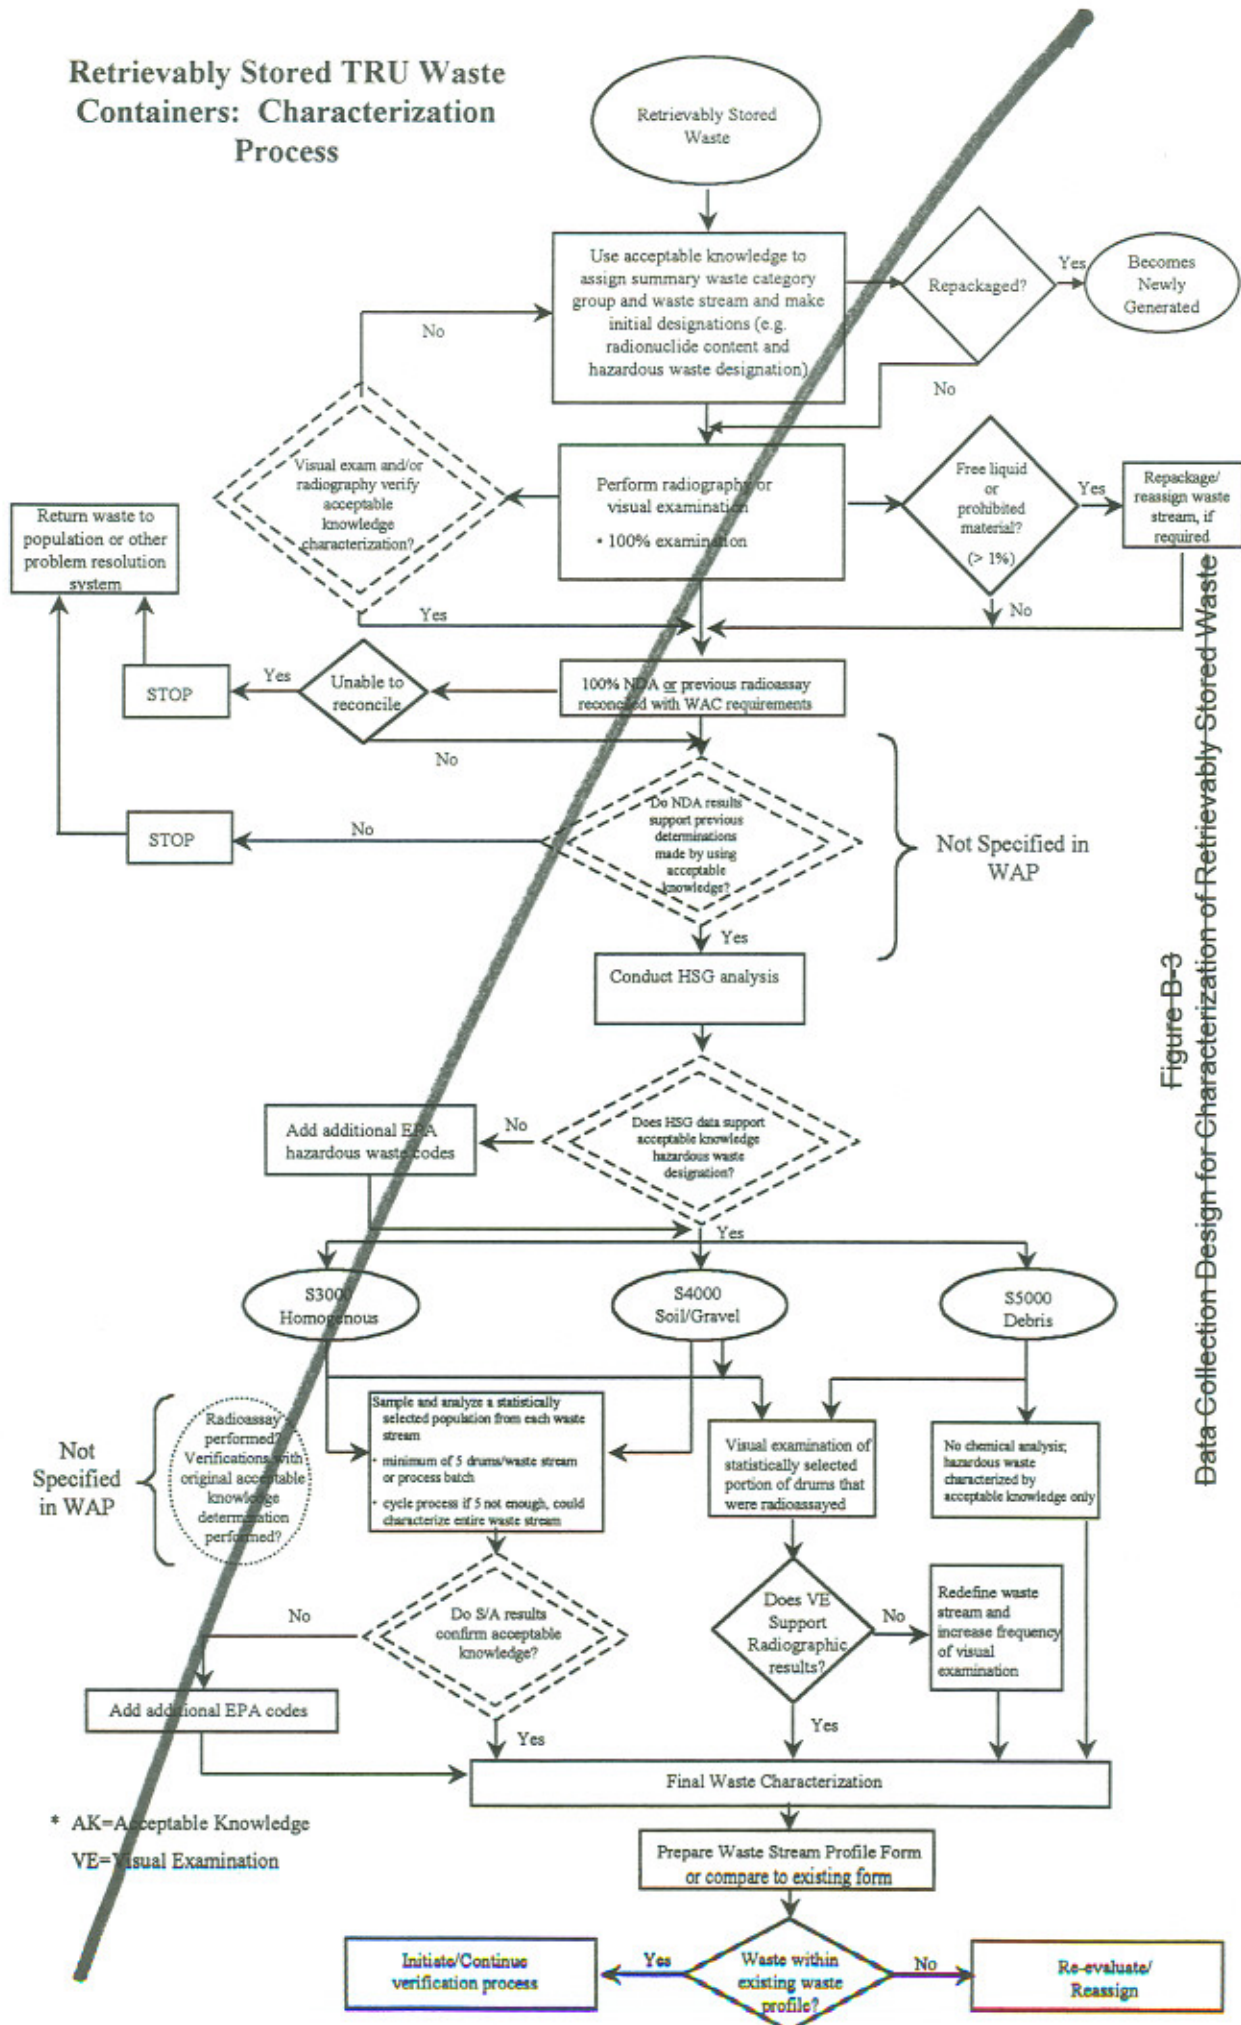 Retrievably Stored TRU Waste
Containers: Characterization
Process
Retrievably Stored
Waste
Use acceptable knowledge to
assign summary waste category
group and waste stream and make
initial designations (e.g.
radionuclide content and
hazardous waste designation)
Repackaged?
Yes
Becomes
Newly
Generated
No
No
Visual exam and/or
radiography verify
acceptable
knowledge
characterization?
Perform radiography or
visual examination
• 100% examination
Free liquid
or
prohibited
material?
(> 1%)
Yes
Repackage/
reassign waste
stream, if
required
Return waste to
population or other
problem resolution
system
Yes
No
STOP
Yes
Unable to
reconcile
100% NDA or previous radioassay
reconciled with WAC requirements
No
STOP
No
Do NDA results
support previous
determinations
made by using
acceptable
knowledge?
Not Specified in
WAP
Yes
Conduct HSG analysis
Add additional EPA
hazardous waste codes
No
Does HSG data support
acceptable knowledge
hazardous waste
designation?
Yes
S3000
Homogenous
S4000
Soil/Gravel
S5000
Debris
Not
Specified
in WAP
Radioassay
performed?
Verifications with
original acceptable
knowledge
determination
performed?
Sample and analyze a statistically
selected population from each waste
stream
• minimum of 5 drums/waste stream
or process batch
• cycle process if 5 not enough, could
characterize entire waste stream
Visual examination of
statistically selected
portion of drums that
were radioassayed
No chemical analysis;
hazardous waste
characterized by
acceptable knowledge only
No
Do S/A results
confirm acceptable
knowledge?
Does VE
Support
Radiographic
results?
No
Redefine waste
stream and
increase frequency
of visual
examination
Add additional EPA codes
Yes
Yes
Final Waste Characterization
* AK=Acceptable Knowledge
VE=Visual Examination
Prepare Waste Stream Profile Form
or compare to existing form
Initiate/Continue
verification process
Yes
Waste within
existing waste
profile?
No
Re-evaluate/
Reassign
Figure B-3
Data Collection Design for Characterization of Retrievably Stored Waste